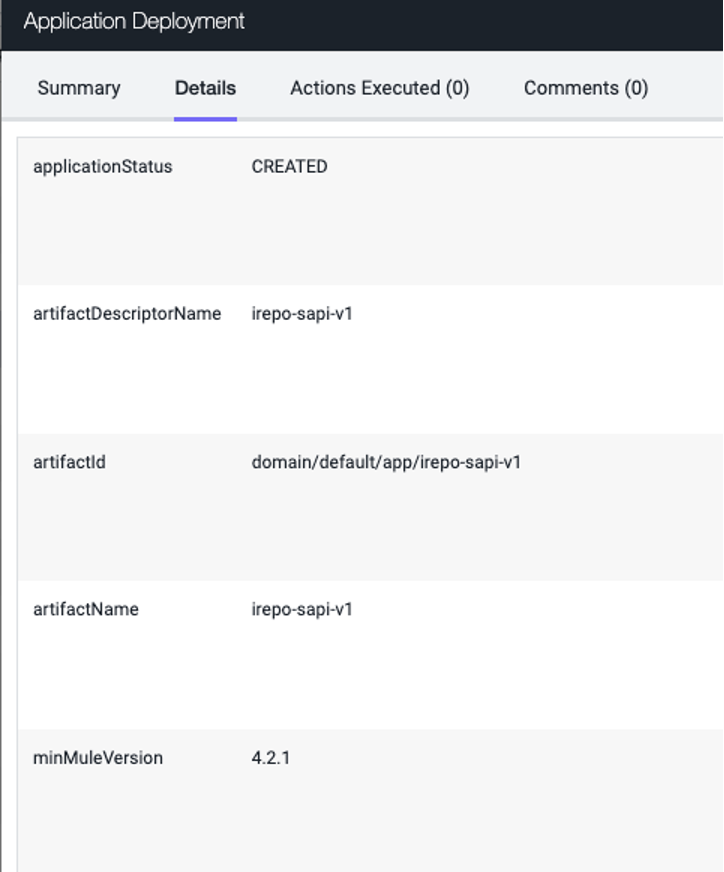 Application Deployment
Summary Details Actions Executed (0) Comments (0)
applicationStatus CREATED
artifactDescriptorName irepo-sapi-v1
artifactId domain/default/app/irepo-sapi-v1
artifactName irepo-sapi-v1
minMuleVersion 4.2.1